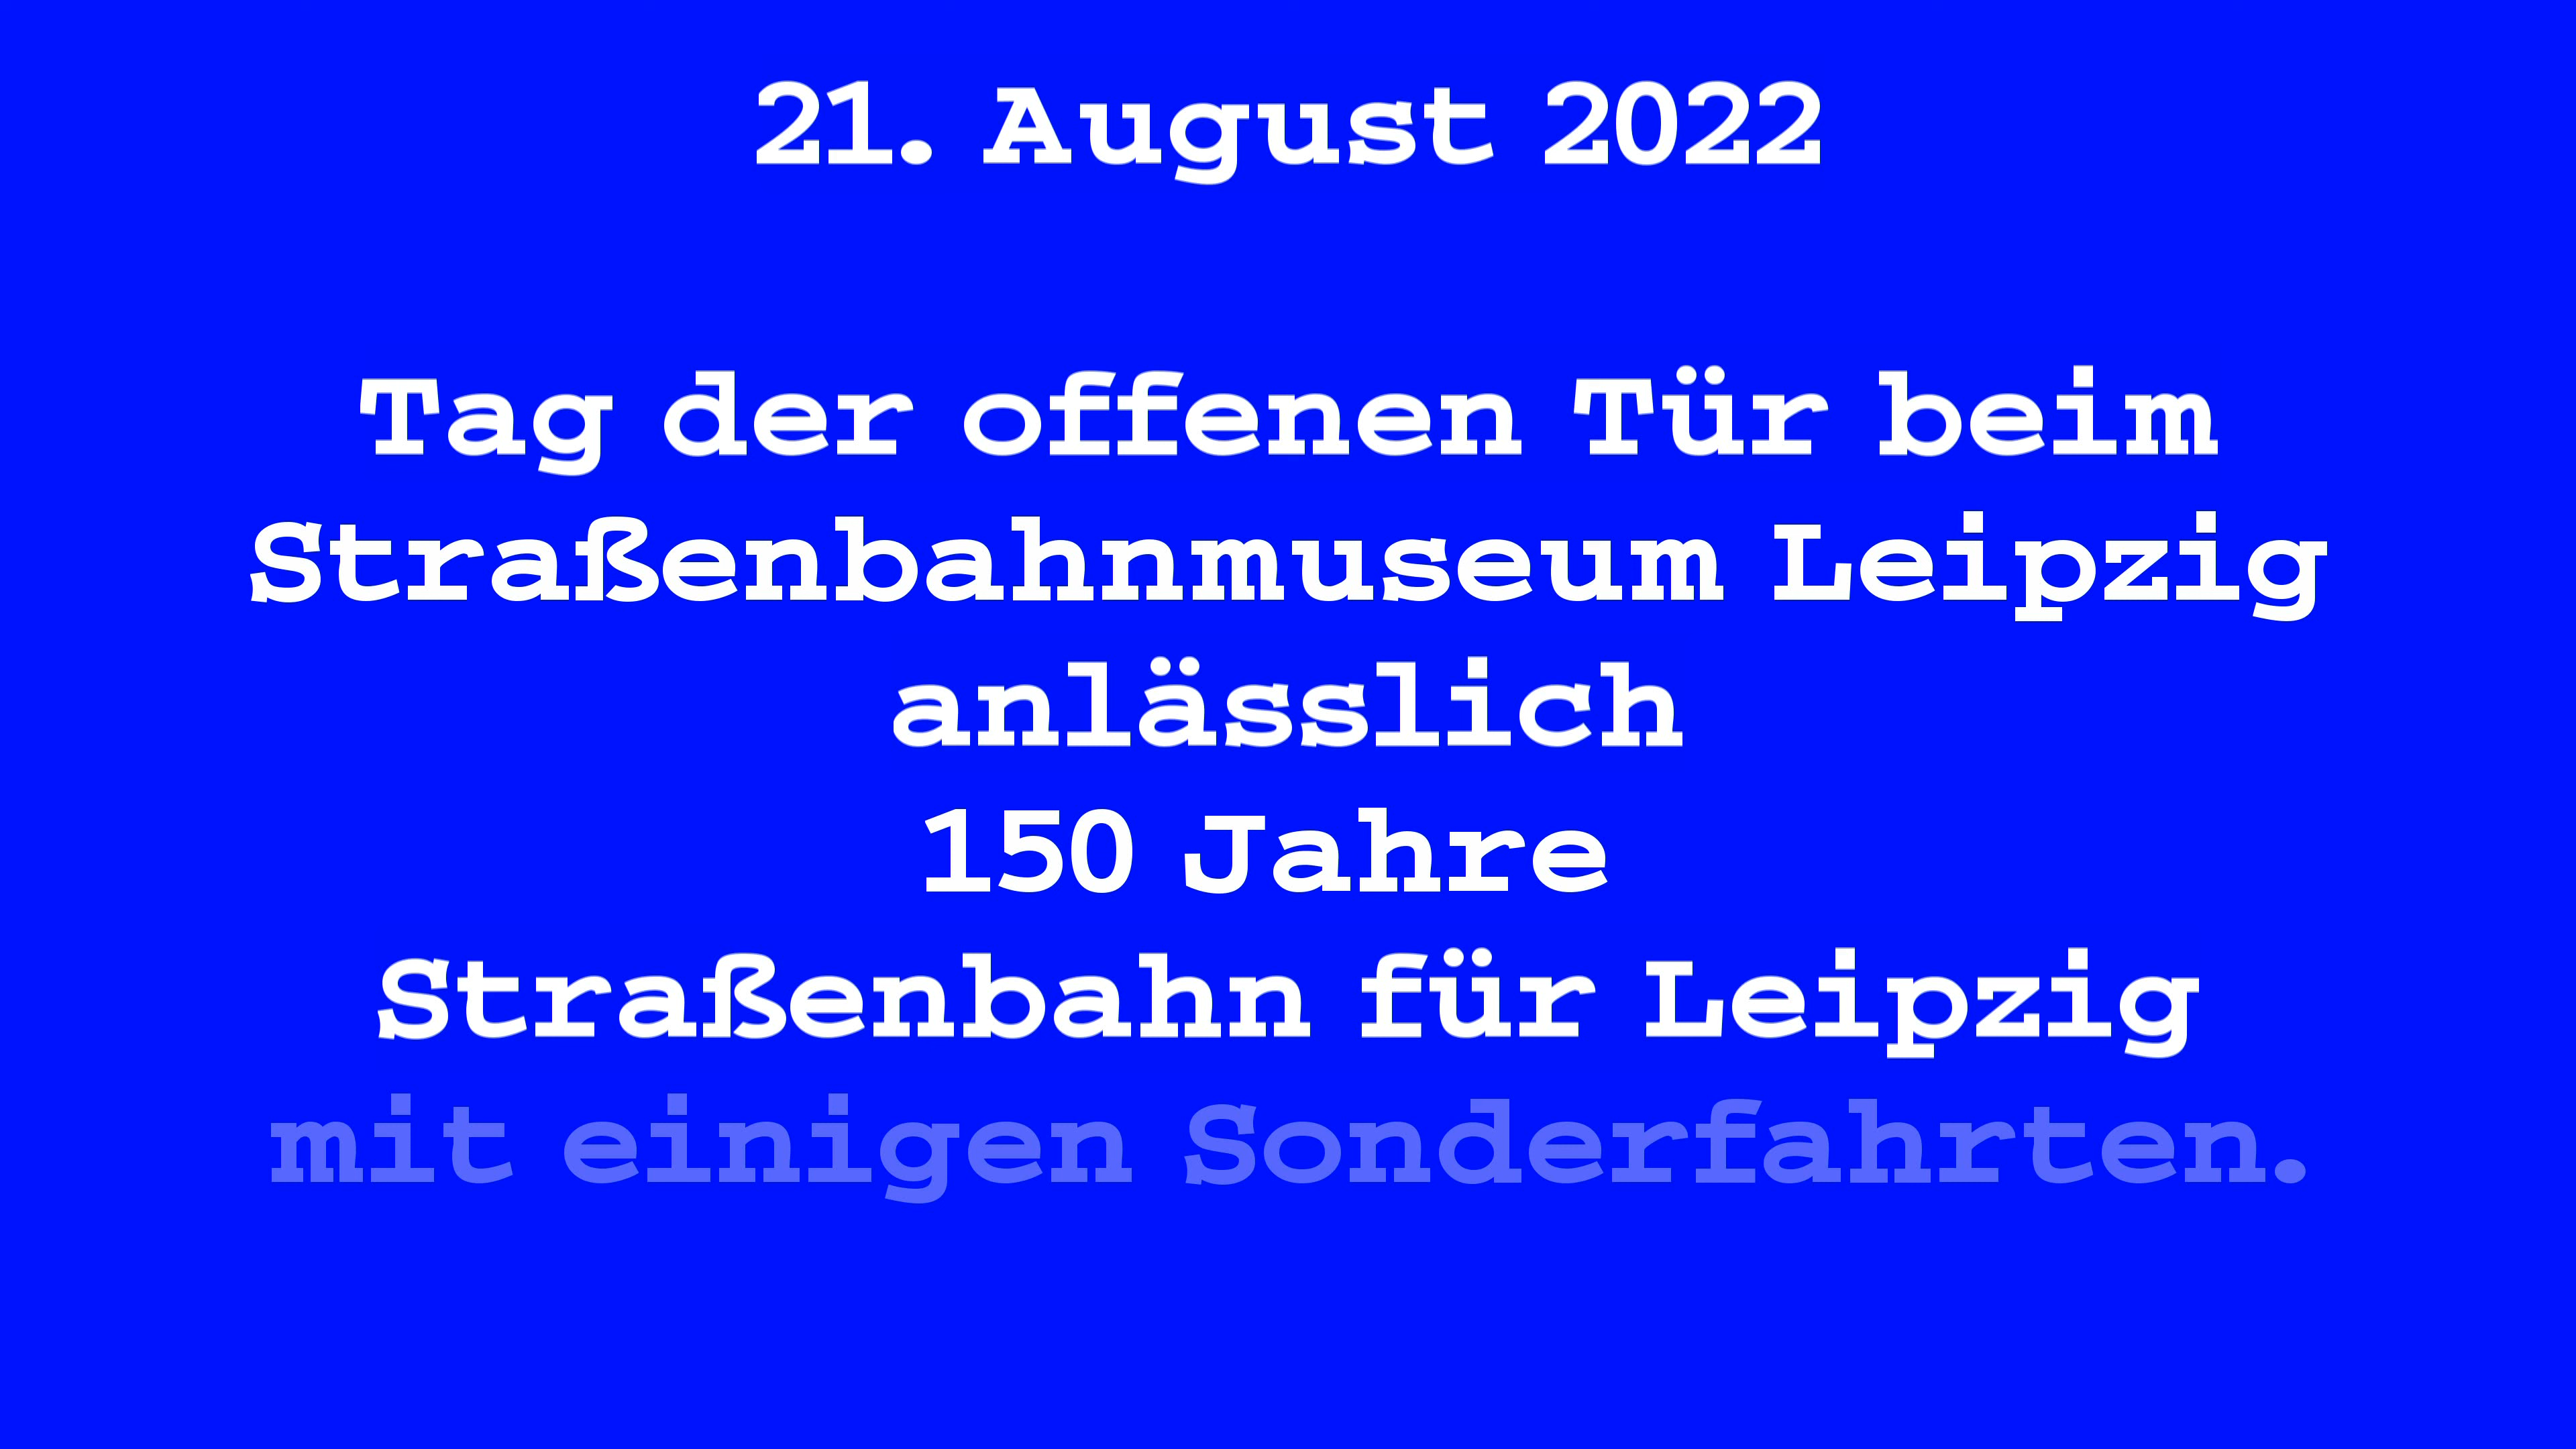 21. August 2022
Tag der offenen Tür beim
Straßenbahnmuseum Leipzig
anlässlich
150 Jahre
Straßenbahn für Leipzig
mit einigen Sonderfahrten.